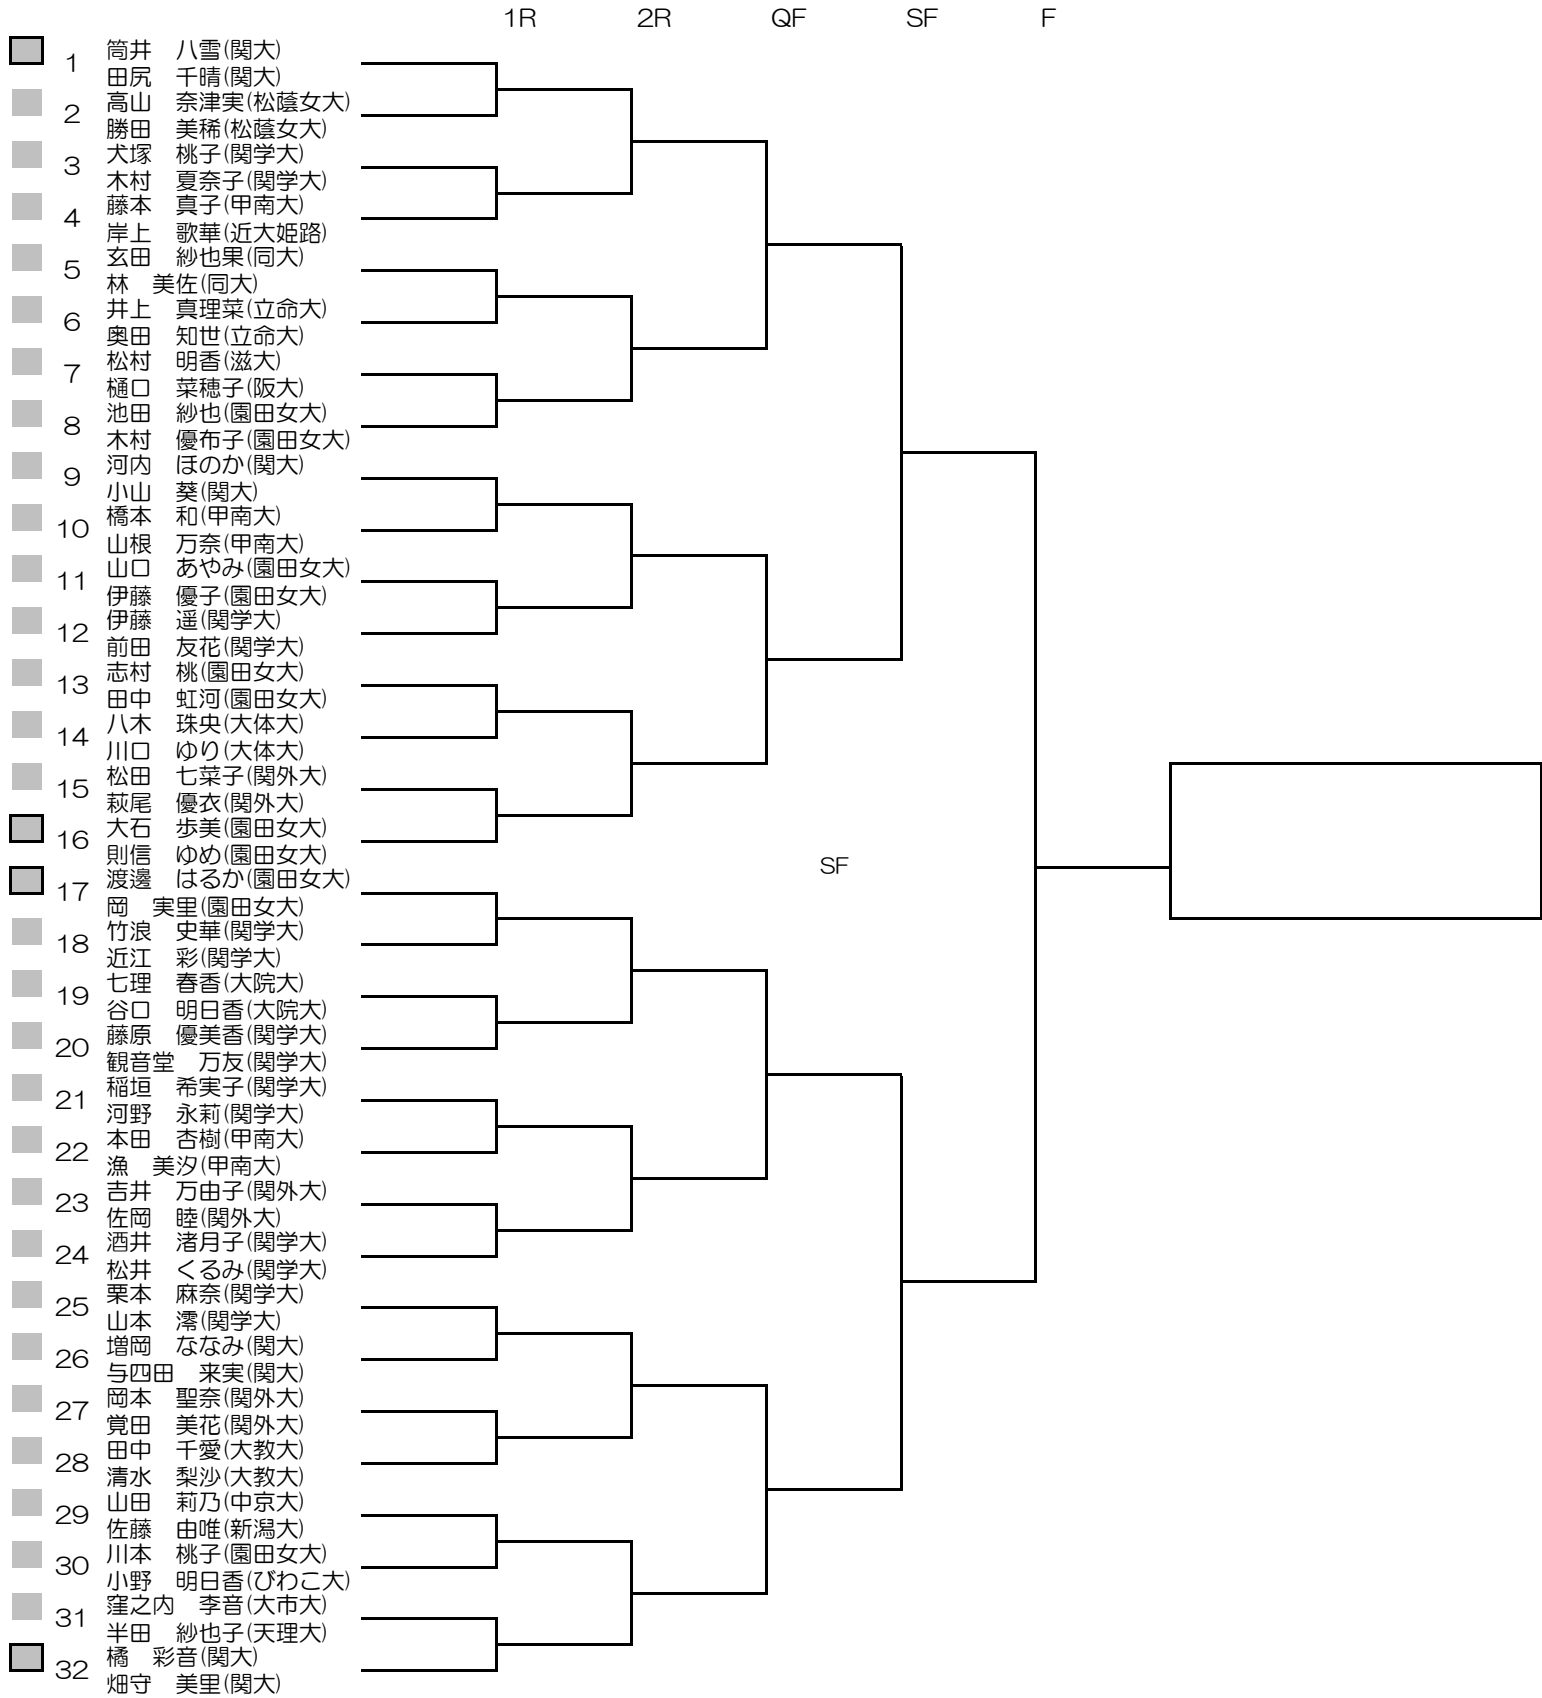 1R 2R QF SF F
筒井 八雪(関大)
1
田尻 千晴(関大)
高山 奈津実(松蔭女大)
2
勝田 美稀(松蔭女大)
犬塚 桃子(関学大)
3
木村 夏奈子(関学大)
藤本 真子(甲南大)
4
岸上 歌華(近大姫路)
玄田 紗也果(同大)
5
林 美佐(同大)
井上 真理菜(立命大)
6
奥田 知世(立命大)
松村 明香(滋大)
7
樋口 菜穂子(阪大)
池田 紗也(園田女大)
8
木村 優布子(園田女大)
河内 ほのか(関大)
9
小山 葵(関大)
橋本 和(甲南大)
10
山根 万奈(甲南大)
山口 あやみ(園田女大)
11
伊藤 優子(園田女大)
伊藤 遥(関学大)
12
前田 友花(関学大)
志村 桃(園田女大)
13
田中 虹河(園田女大)
八木 珠央(大体大)
14
川口 ゆり(大体大)
松田 七菜子(関外大)
15
萩尾 優衣(関外大)
大石 歩美(園田女大)
16
則信 ゆめ(園田女大)
SF
渡邊 はるか(園田女大)
17
岡 実里(園田女大)
竹浪 史華(関学大)
18
近江 彩(関学大)
七理 春香(大院大)
19
谷口 明日香(大院大)
藤原 優美香(関学大)
20
観音堂 万友(関学大)
稲垣 希実子(関学大)
21
河野 永莉(関学大)
本田 杏樹(甲南大)
22
漁 美汐(甲南大)
吉井 万由子(関外大)
23
佐岡 睦(関外大)
酒井 渚月子(関学大)
24
松井 くるみ(関学大)
栗本 麻奈(関学大)
25
山本 澪(関学大)
増岡 ななみ(関大)
26
与四田 来実(関大)
岡本 聖奈(関外大)
27
覚田 美花(関外大)
田中 千愛(大教大)
28
清水 梨沙(大教大)
山田 莉乃(中京大)
29
佐藤 由唯(新潟大)
川本 桃子(園田女大)
30
小野 明日香(びわこ大)
窪之内 李音(大市大)
31
半田 紗也子(天理大)
橘 彩音(関大)
32
畑守 美里(関大)